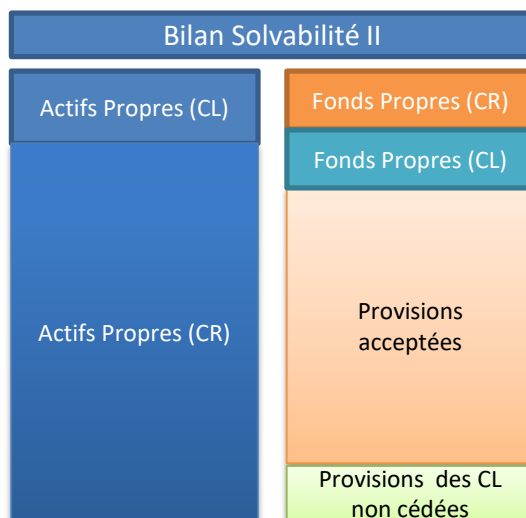 Bilan Solvabilité II
Actifs Propres (CL)
Actifs Propres (CR)
Fonds Propres (CR)
Fonds Propres (CL)
Provisions
acceptées
Provisions des CL
non cédées